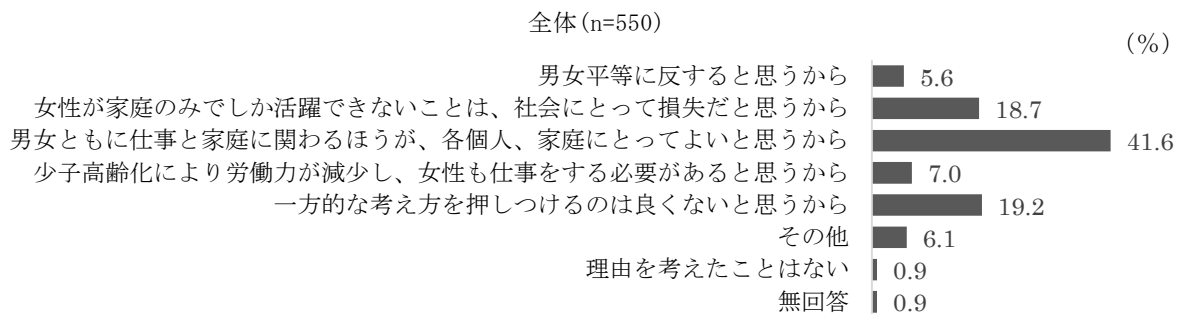 全体(n=550)
(%)
男女平等に反すると思うから 5.6
女性が家庭のみでしか活躍できないことは、社会にとって損失だと思うから 18.7
男女ともに仕事と家庭に関わるほうが、各個人、家庭にとってよいと思うから 41.6
少子高齢化により労働力が減少し、女性も仕事をする必要があると思うから 7.0
一方的な考え方を押しつけるのは良くないと思うから 19.2
その他 6.1
理由を考えたことはない 0.9
無回答 0.9